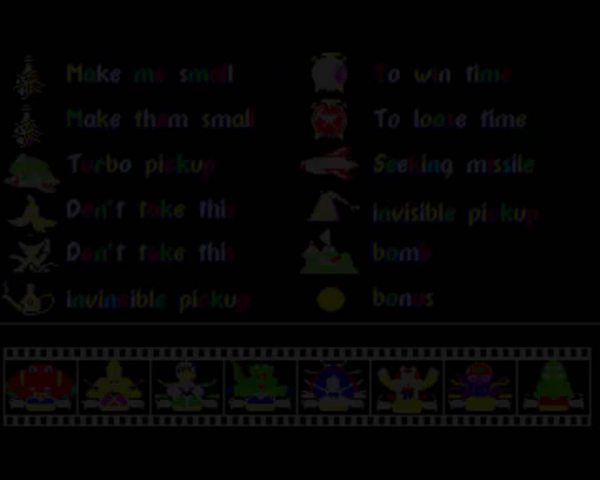 Make me small
Make them small
Turbo pickup
Don't take this
Don't take this
invincible pickup
To win time
To loose time
Seeking missile
invisible pickup
bomb
bonus